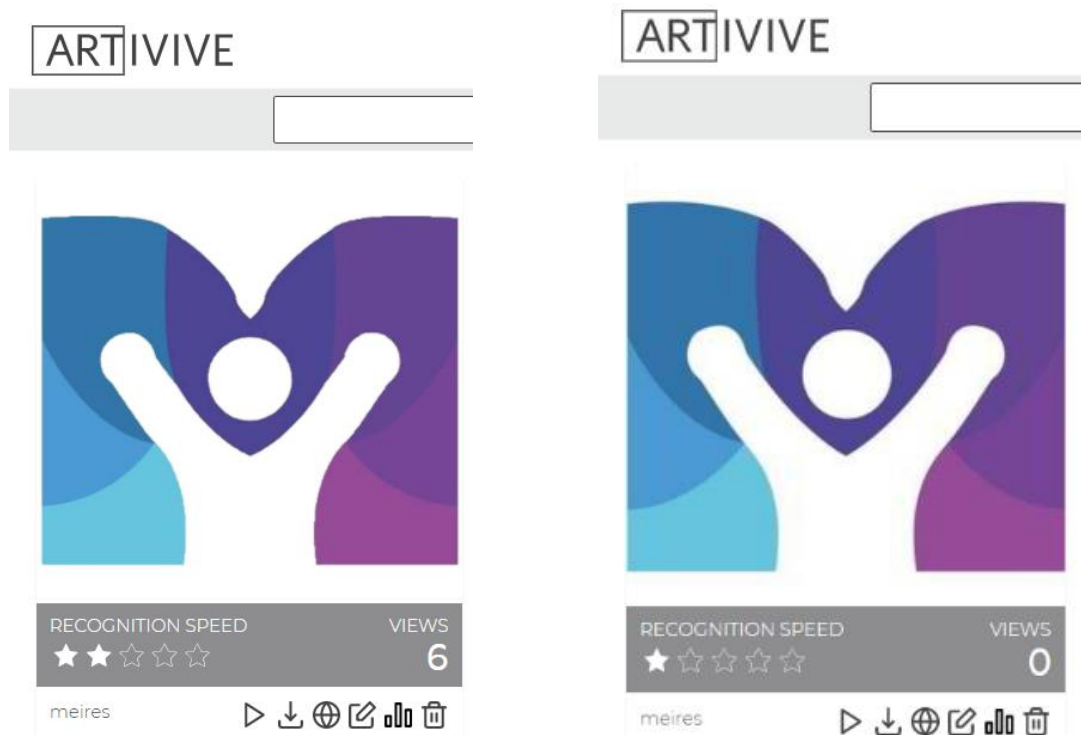 ARTIVIVE
RECOGNITION SPEED VIEWS
6
meires
ARTIVIVE
RECOGNITION SPEED VIEWS
0
meires